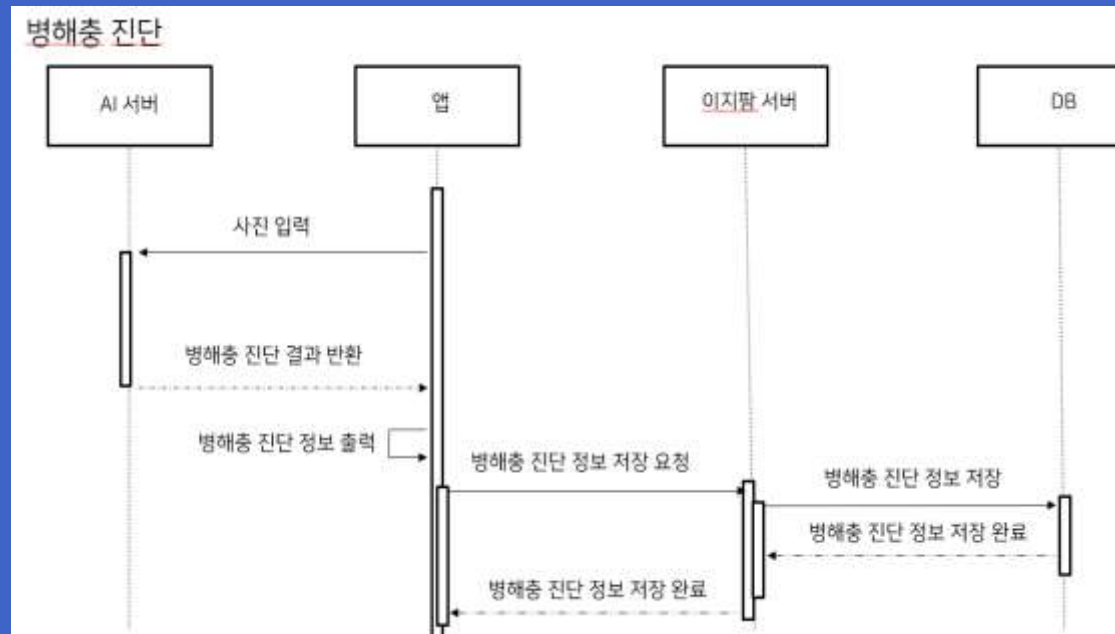 병해충 진단
AI 서버
앱
이지팜 서버
DB
사진 입력
병해충 진단 결과 반환
병해충 진단 정보 출력
병해충 진단 정보 저장 요청
병해충 진단 정보 저장
병해충 진단 정보 저장 완료
병해충 진단 정보 저장 완료